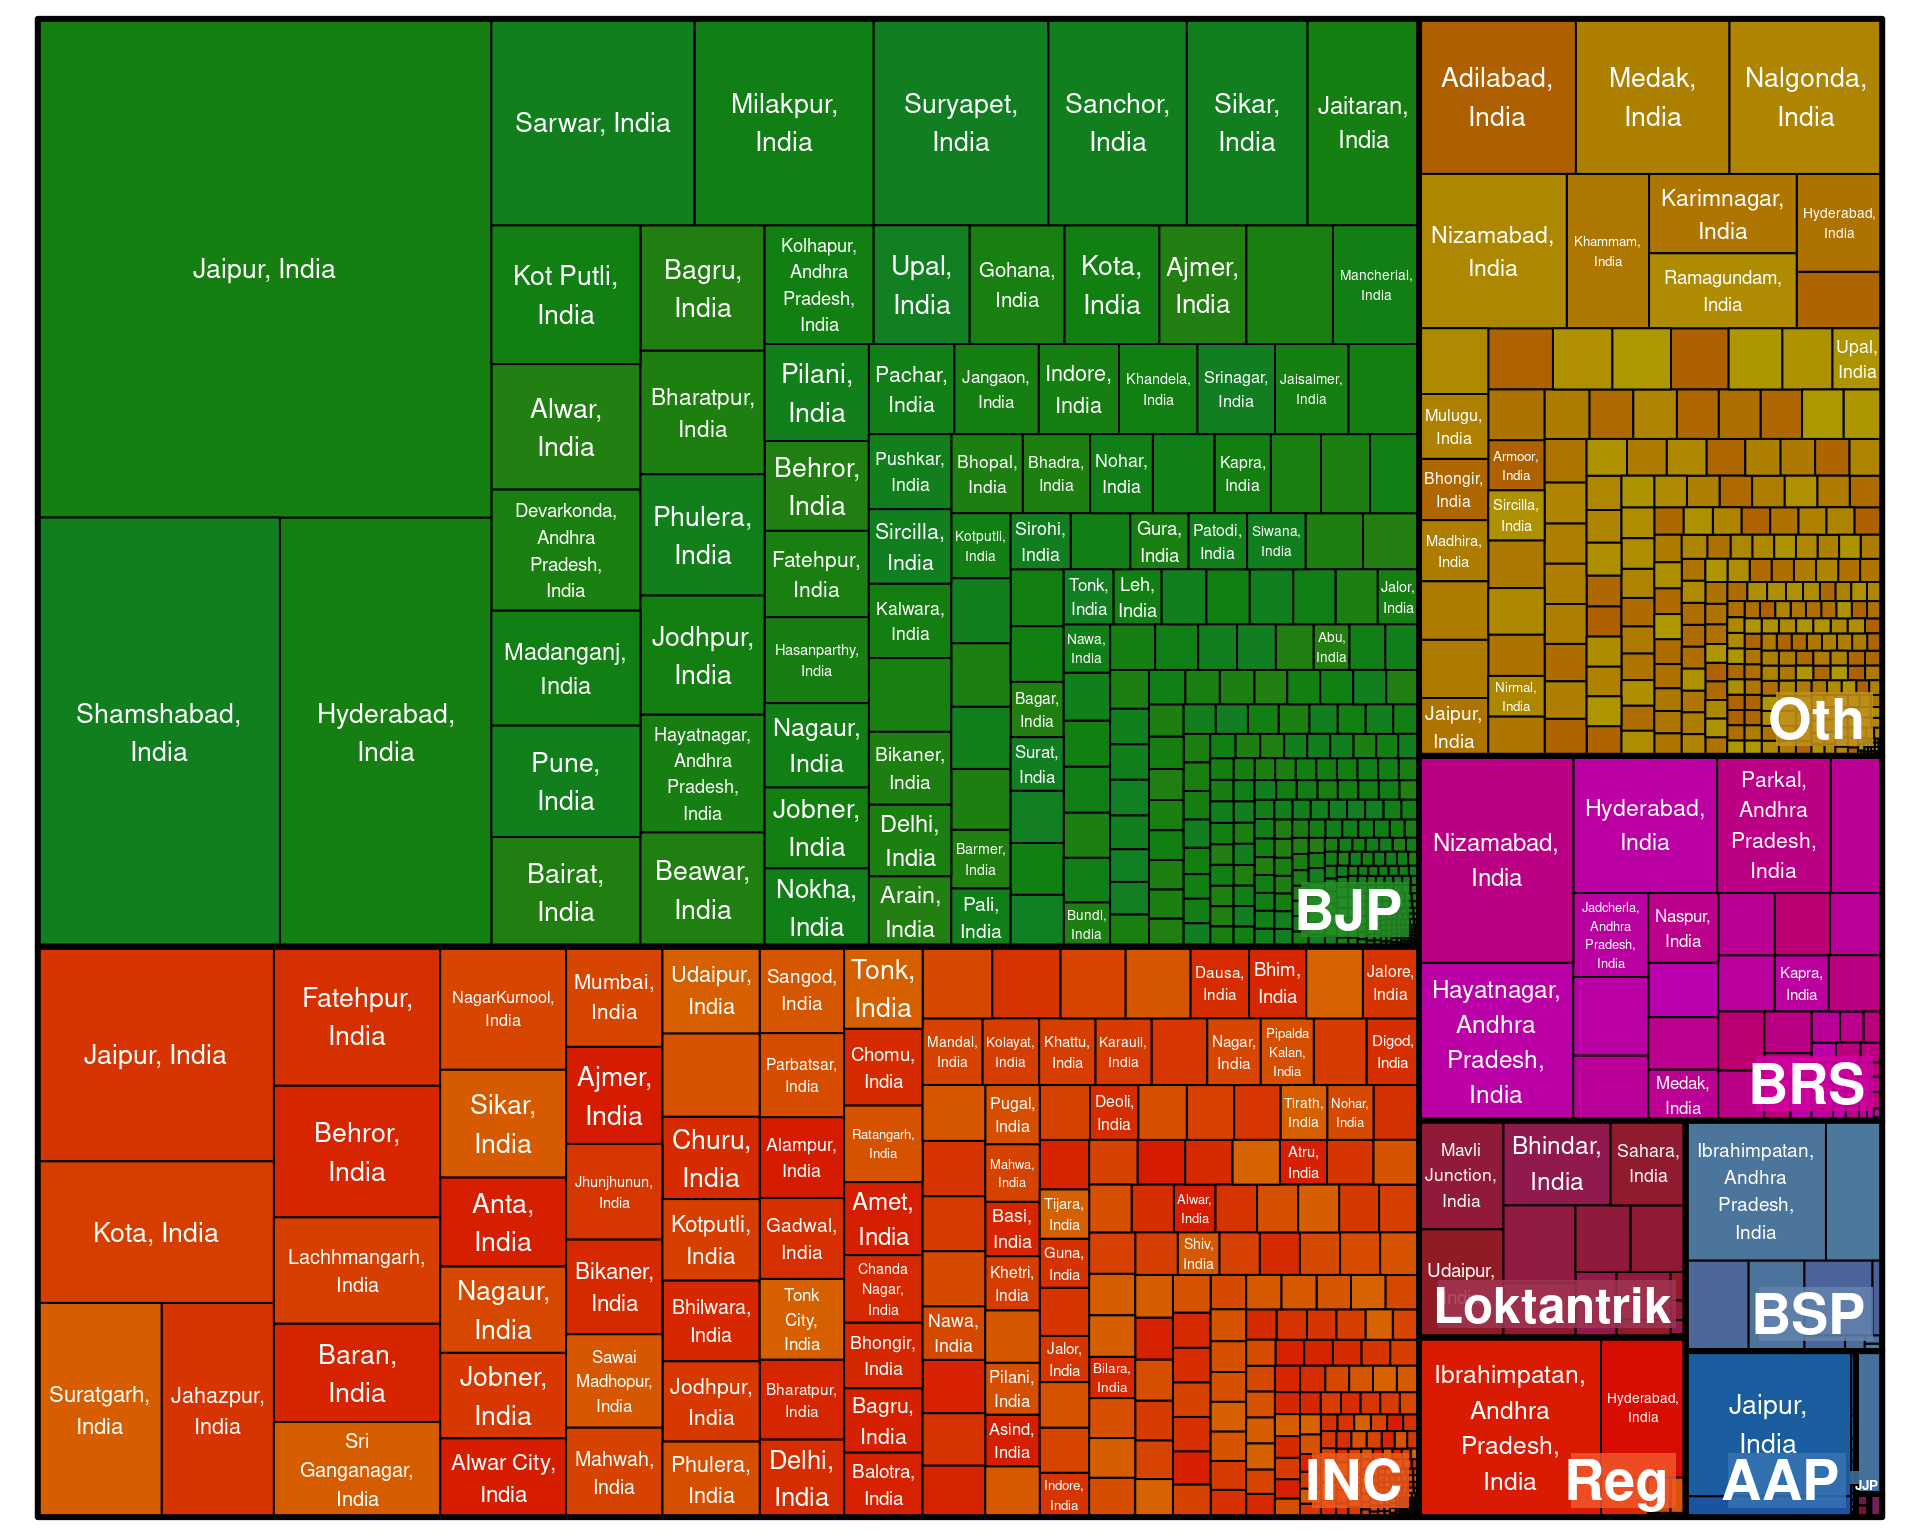 Jaipur, India
Shamshabad,
India
Hyderabad,
India
Sarwar, India
Milakpur,
India
Suryapet,
India
Sanchor,
India
Sikar,
India
Jaitaran,
India
Kot Putli,
India
Alwar,
India
Devarkonda,
Andhra
Pradesh,
India
Madanganj,
India
Pune,
India
Bairat,
India
Bagru,
India
Bharatpur,
India
Phulera,
India
Jodhpur,
India
Hayatnagar,
Andhra
Pradesh,
India
Beawar,
India
Kolhapur,
Andhra
Pradesh,
India
Pilani,
India
Behror,
India
Fatehpur,
India
Hasanparthy,
India
Nagaur,
India
Jobner,
India
Nokha,
India
Upal,
India
Gohana,
India
Kota,
India
Ajmer,
India
Mancherial,
India
Pachar,
India
Jangaon,
India
Indore,
India
Khandela,
India
Srinagar,
India
Jaisalmer,
India
Pushkar,
India
Sircilla,
India
Kalwara,
India
Bikaner,
India
Delhi,
India
Arain,
India
Bhopal,
India
Bhadra,
India
Nohar,
India
Kapra,
India
Kotputli,
India
Barmer,
India
Pali,
India
Sirohi,
India
Gura,
India
Patodi,
India
Siwana,
India
Bagar,
India
Surat,
India
Tonk,
India
Leh,
India
Jalor,
India
Nawa,
India
Abu,
India
Bundi,
India
BJP
Jaipur, India
Kota, India
Suratgarh,
India
Jahazpur,
India
Fatehpur,
India
Behror,
India
Lachhmangarh,
India
Baran,
India
Sri
Ganganagar,
India
NagarKurnool,
India
Sikar,
India
Anta,
India
Nagaur,
India
Jobner,
India
Alwar City,
India
Mumbai,
India
Ajmer,
India
Jhunjhunun,
India
Bikaner,
India
Sawai
Madhopur,
India
Mahwah,
India
Udaipur,
India
Churu,
India
Kotputli,
India
Bhilwara,
India
Jodhpur,
India
Phulera,
India
Sangod,
India
Parbatsar,
India
Alampur,
India
Gadwal,
India
Tonk
City,
India
Bharatpur,
India
Delhi,
India
Tonk,
India
Chomu,
India
Ratangarh,
India
Amet,
India
Chanda
Nagar,
India
Bhongir,
India
Bagru,
India
Balotra,
India
Dausa,
India
Bhim,
India
Jalore,
India
Mandal,
India
Kolayat,
India
Khattu,
India
Karauli,
India
Nagar,
India
Pipalda
Kalan,
India
Digod,
India
Nawa,
India
Pugal,
India
Mahwa,
India
Basi,
India
Khetri,
India
Pilani,
India
Asind,
India
Deoli,
India
Tirath,
India
Nohar,
India
Atru,
India
Tijara,
India
Guna,
India
Jalor,
India
Indore,
India
Alwar,
India
Shiv,
India
Bilara,
India
INC
Adilabad,
India
Medak,
India
Nalgonda,
India
Nizamabad,
India
Khammam,
India
Karimnagar,
India
Ramagundam,
India
Hyderabad,
India
Upal,
India
Mulugu,
India
Bhongir,
India
Madhira,
India
Jaipur,
India
Armoor,
India
Sircilla,
India
Nirmal,
India
Oth
Nizamabad,
India
Hayatnagar,
Andhra
Pradesh,
India
Hyderabad,
India
Parkal,
Andhra
Pradesh,
India
Jadcherla,
Andhra
Pradesh,
India
Naspur,
India
Kapra,
India
Medak,
India
BRS
Mavli
Junction,
India
Udaipur,
India
Bhindar,
India
Sahara,
India
Loktantrik
Ibrahimpatan,
Andhra
Pradesh,
India
BSP
Ibrahimpatan,
Andhra
Pradesh,
India
Hyderabad,
India
Reg
Jaipur,
India
AAP
JJP